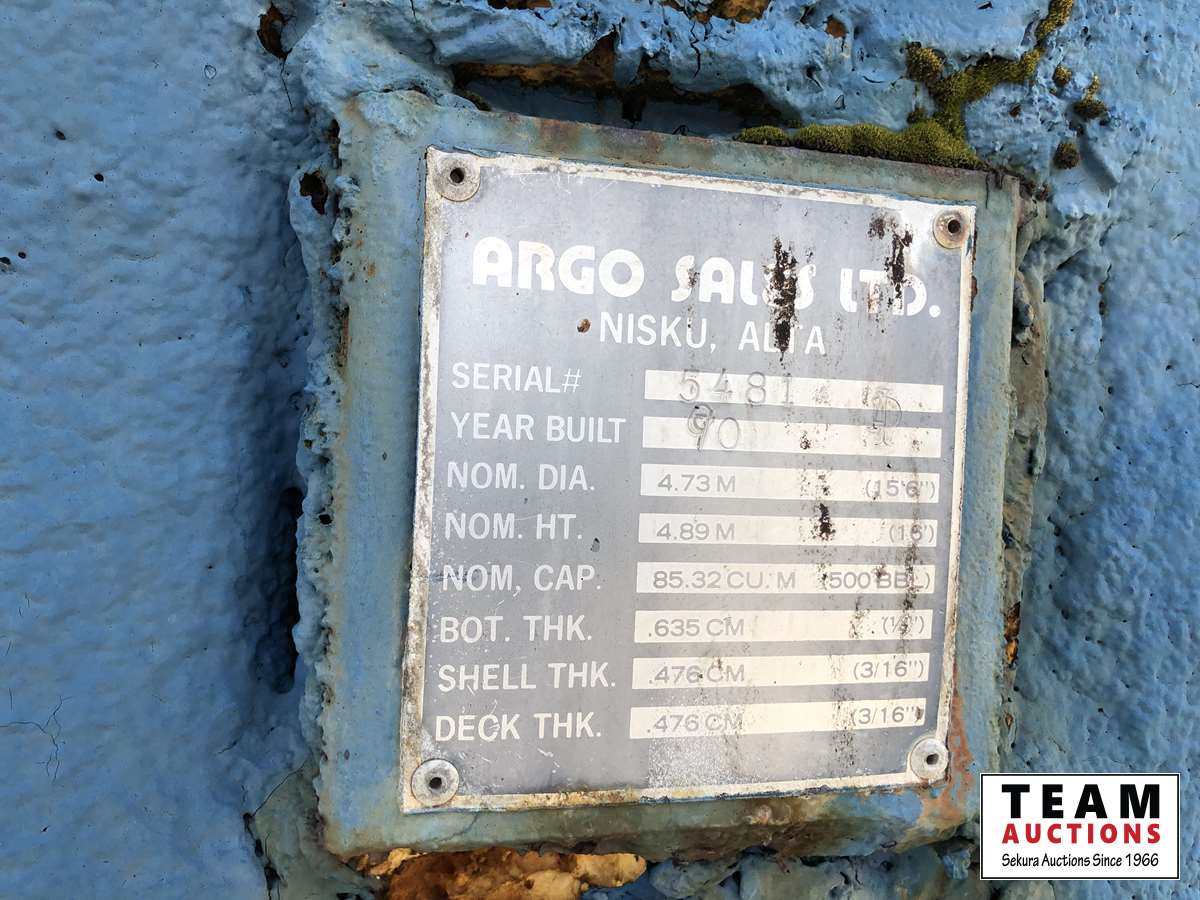 ARGO SALES LTD.
NISKU, ALTA
SERIAL# 5481
YEAR BUILT 90
NOM. DIA. 4.73 M (15'6")
NOM. HT. 4.89 M (16')
NOM. CAP. 85.32 CU. M (500 BBL)
BOT. THK. .635 CM (¼")
SHELL THK. .476 CM (3/16")
DECK THK. .476 CM (3/16")
TEAM
AUCTIONS
Sekura Auctions Since 1966